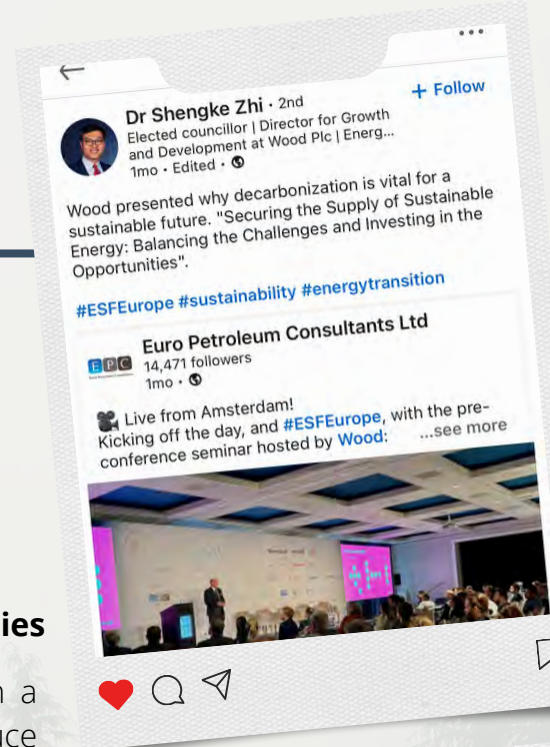 Dr Shengke Zhi · 2nd
+ Follow
Elected councillor | Director for Growth
and Development at Wood Plc | Energ...
1mo • Edited •
Wood presented why decarbonization is vital for a
sustainable future. "Securing the Supply of Sustainable
Energy: Balancing the Challenges and Investing in the
Opportunities".
#ESFEurope #sustainability #energytransition
EPC
Euro Petroleum Consultants Ltd
14,471 followers
1mo •
Live from Amsterdam!
Kicking off the day, and #ESFEurope, with the pre-
conference seminar hosted by Wood: ...see more
ies
n a
uce